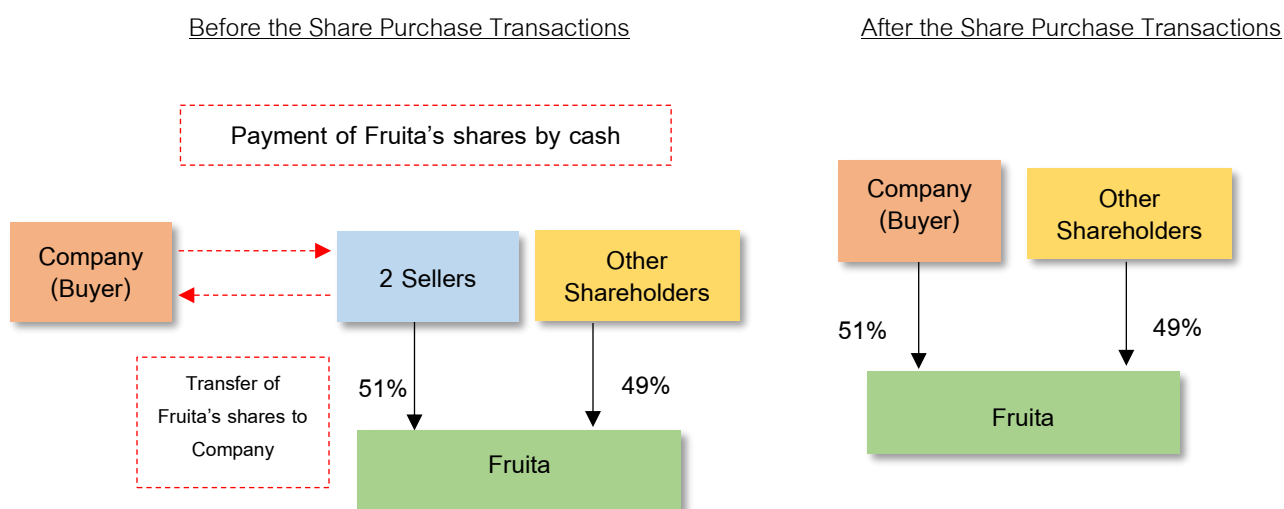 Before the Share Purchase Transactions
After the Share Purchase Transactions
Payment of Fruita's shares by cash
Company
(Buyer)
2 Sellers
Other
Shareholders
51%
49%
Transfer of
Fruita's shares to
Company
Fruita
Company
(Buyer)
Other
Shareholders
51%
49%
Fruita